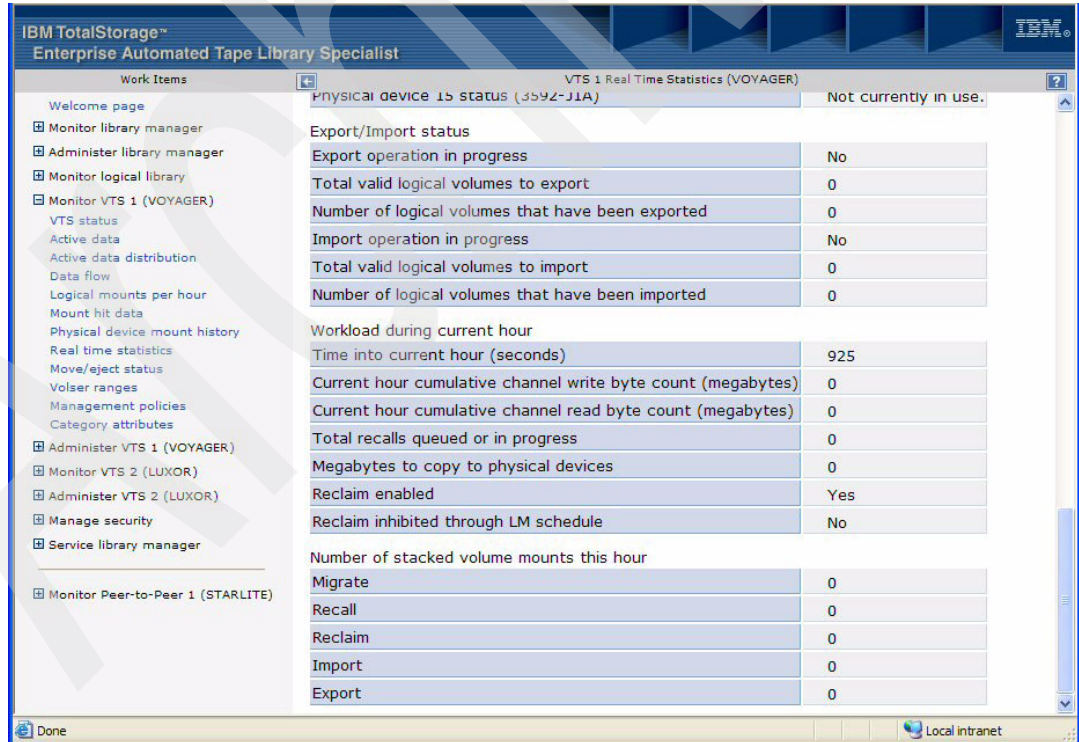 IBM TotalStorage™
Enterprise Automated Tape Library Specialist
IBM®
Work Items
VTS 1 Real Time Statistics (VOYAGER)
?
Welcome page
Monitor library manager
Administer library manager
Monitor logical library
Monitor VTS 1 (VOYAGER)
VTS status
Active data
Active data distribution
Data flow
Logical mounts per hour
Mount hit data
Physical device mount history
Real time statistics
Move/eject status
Volser ranges
Management policies
Category attributes
Administer VTS 1 (VOYAGER)
Monitor VTS 2 (LUXOR)
Administer VTS 2 (LUXOR)
Manage security
Service library manager
Monitor Peer-to-Peer 1 (STARLITE)
Physical device 15 status (3592-J1A) Not currently in use.
Export/Import status
Export operation in progress No
Total valid logical volumes to export 0
Number of logical volumes that have been exported 0
Import operation in progress No
Total valid logical volumes to import 0
Number of logical volumes that have been imported 0
Workload during current hour
Time into current hour (seconds) 925
Current hour cumulative channel write byte count (megabytes) 0
Current hour cumulative channel read byte count (megabytes) 0
Total recalls queued or in progress 0
Megabytes to copy to physical devices 0
Reclaim enabled Yes
Reclaim inhibited through LM schedule No
Number of stacked volume mounts this hour
Migrate 0
Recall 0
Reclaim 0
Import 0
Export 0
Done
Local intranet